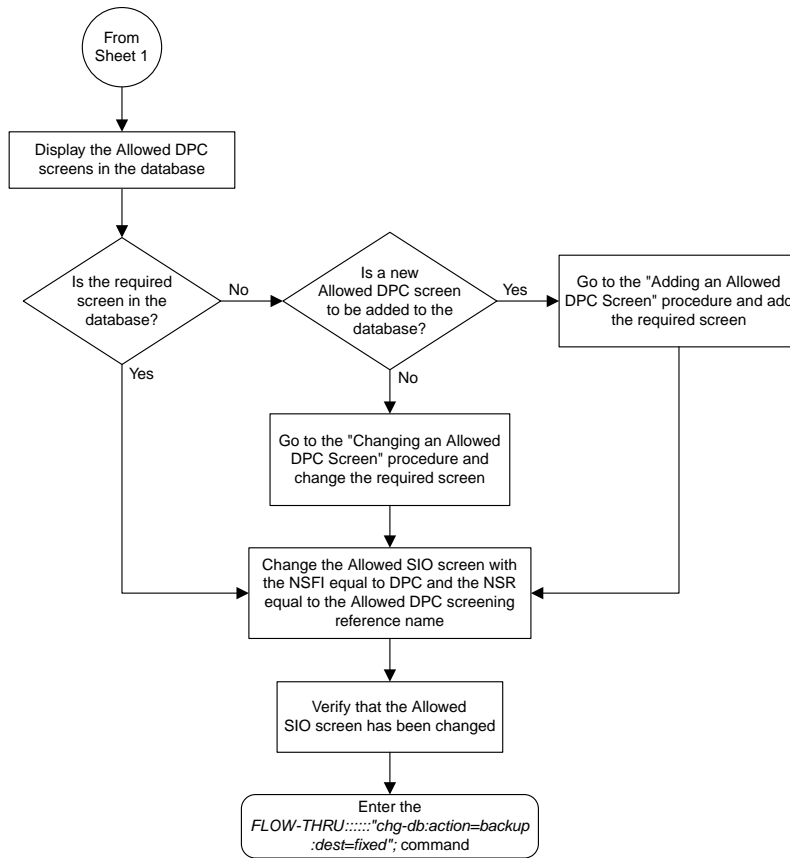 From
Sheet 1
Display the Allowed DPC
screens in the database
Is the required
screen in the
database?
No
Yes
Is a new
Allowed DPC screen
to be added to the
database?
Yes
No
Go to the "Adding an Allowed
DPC Screen" procedure and add
the required screen
Go to the "Changing an Allowed
DPC Screen" procedure and
change the required screen
Change the Allowed SIO screen with
the NSFI equal to DPC and the NSR
equal to the Allowed DPC screening
reference name
Verify that the Allowed
SIO screen has been changed
Enter the
FLOW-THRU::::::"chg-db:action=backup
:dest=fixed"; command